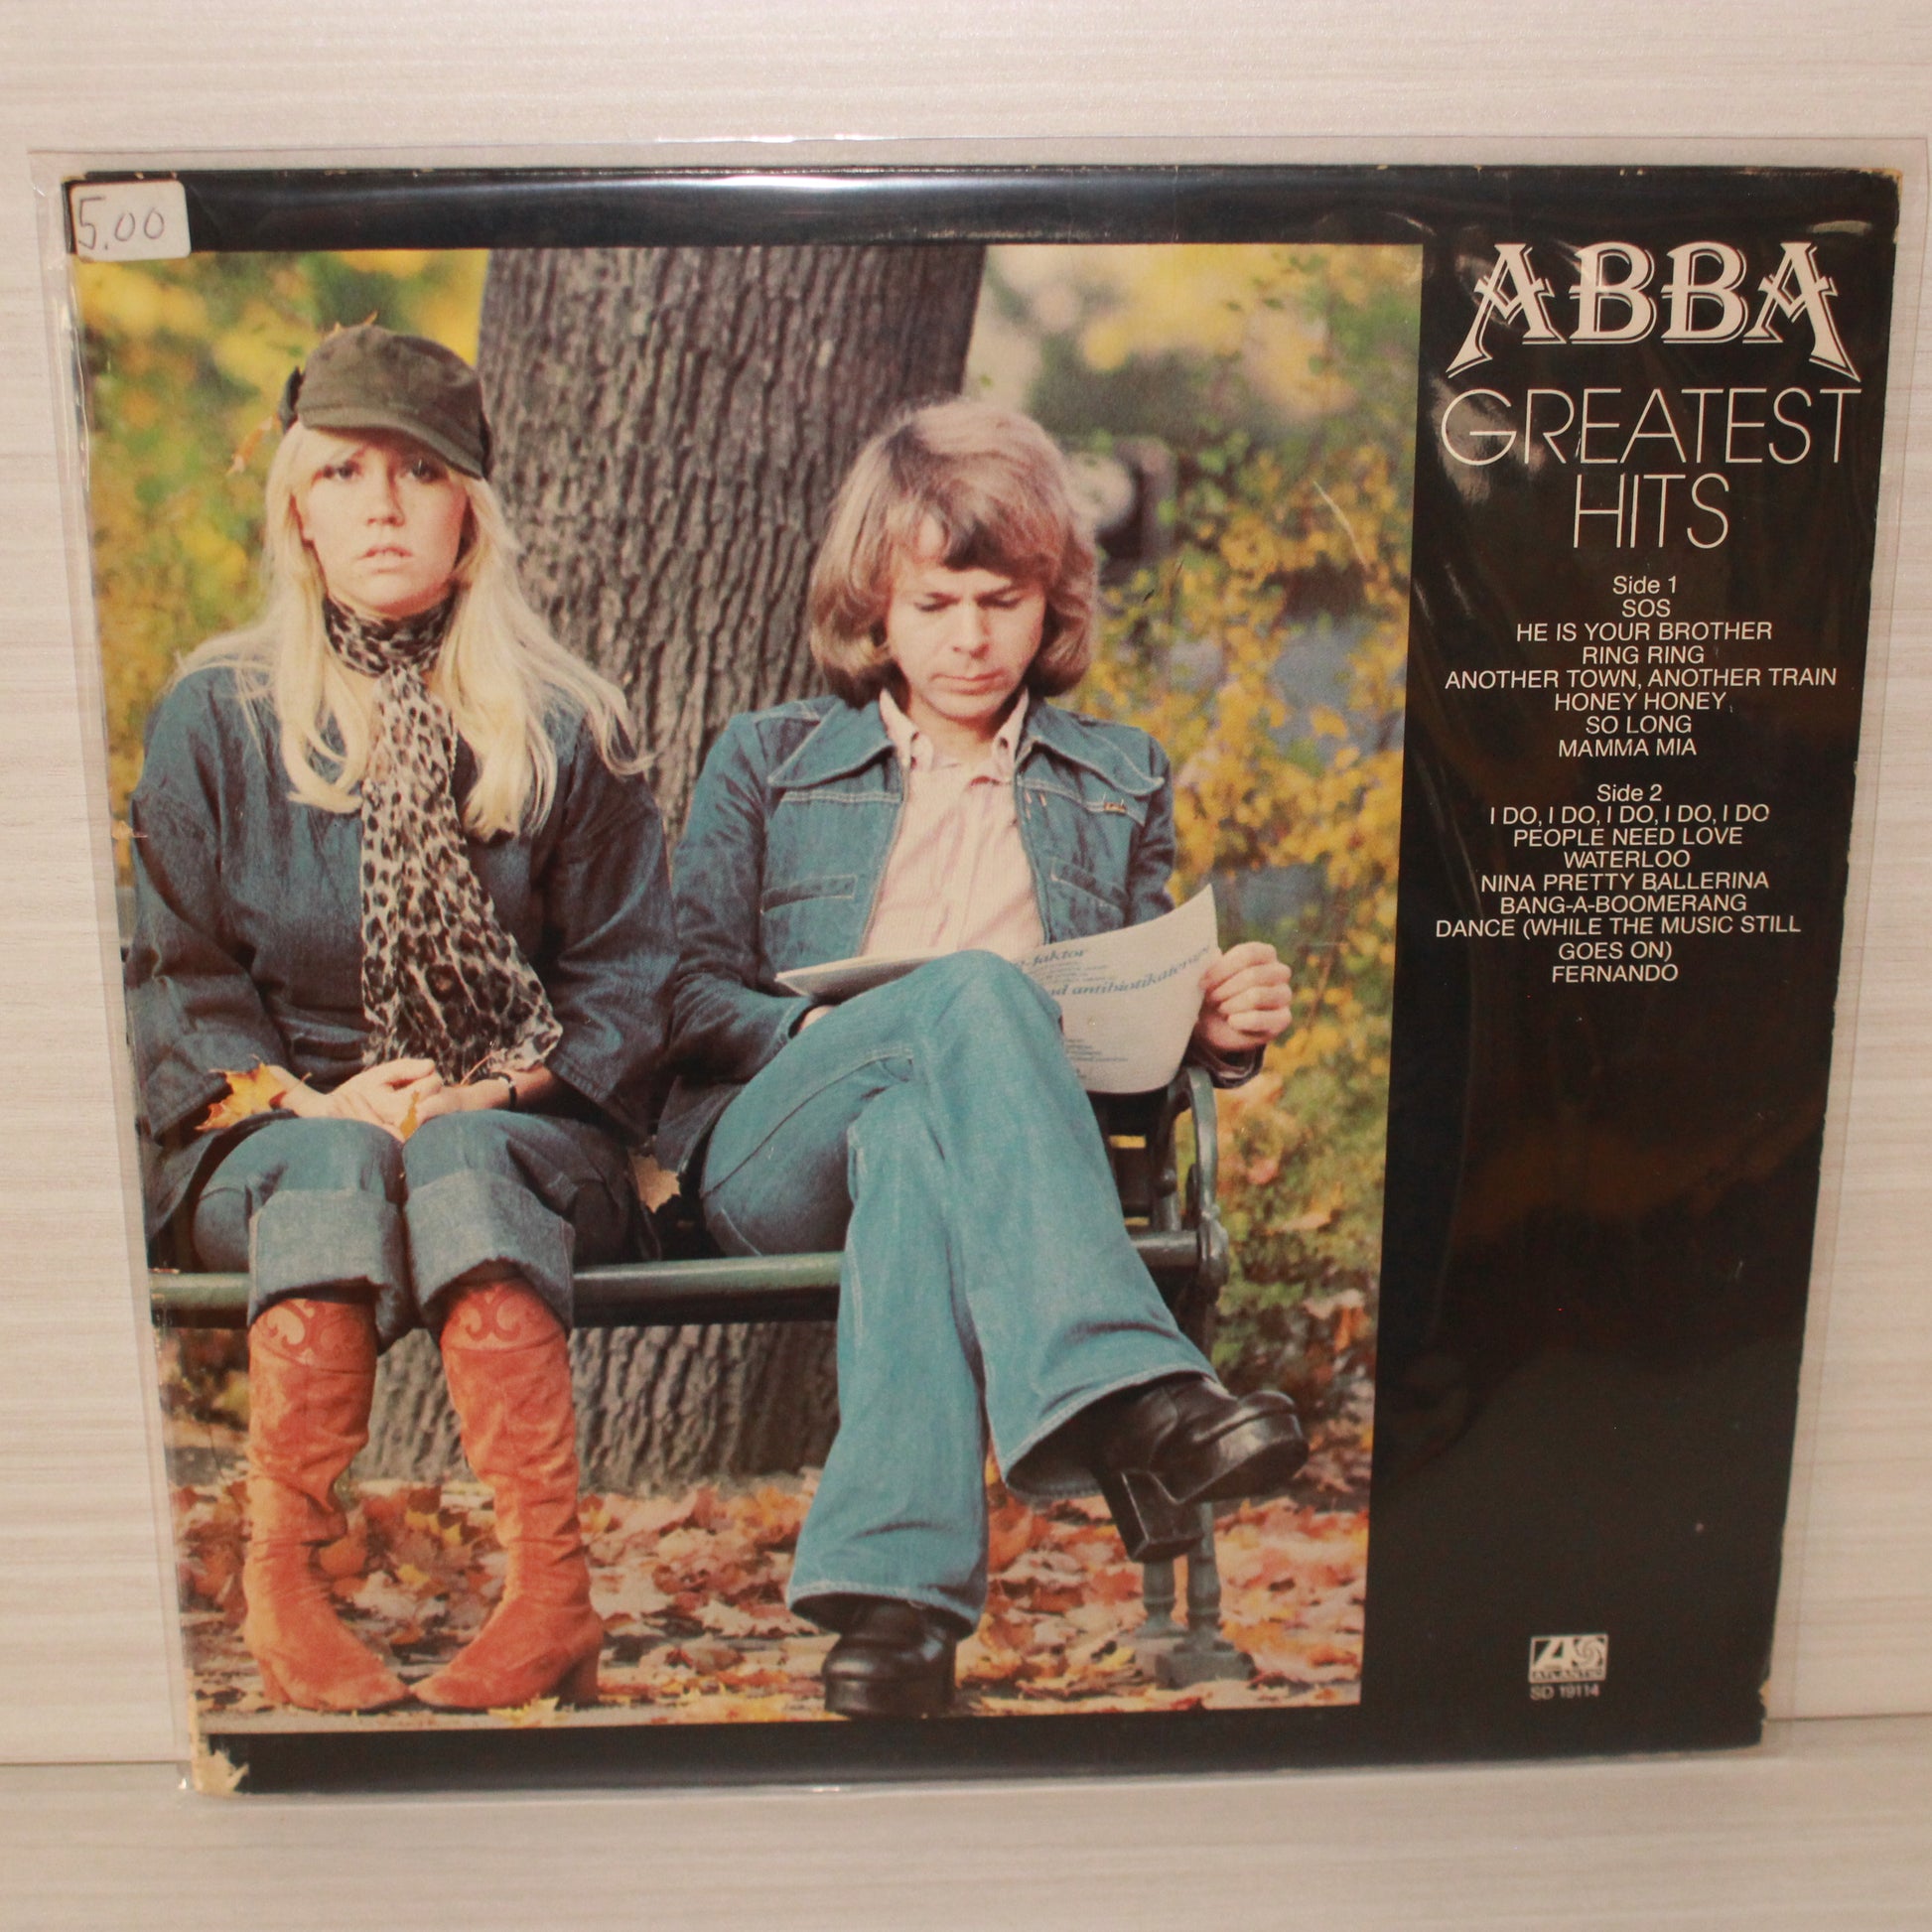 5.00
ABBA
GREATEST
HITS
Side 1
SOS
HE IS YOUR BROTHER
RING RING
ANOTHER TOWN, ANOTHER TRAIN
HONEY HONEY
SO LONG
MAMMA MIA
Side 2
I DO, I DO, I DO, I DO, I DO
PEOPLE NEED LOVE
WATERLOO
NINA PRETTY BALLERINA
BANG-A-BOOMERANG
DANCE (WHILE THE MUSIC STILL
GOES ON)
FERNANDO
ATLANTIC
SD 19114